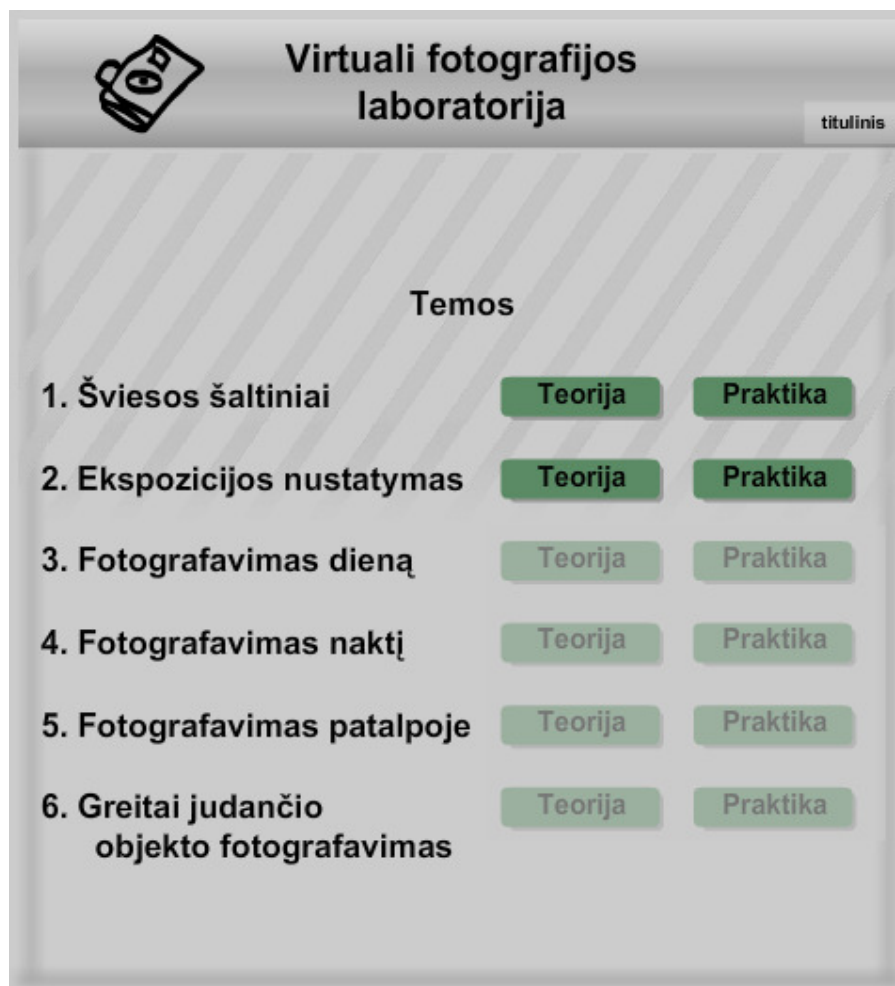 Virtuali fotografijos
laboratorija
titulinis
Temos
1. Šviesos šaltiniai Teorija Praktika
2. Ekspozicijos nustatymas Teorija Praktika
3. Fotografavimas dieną Teorija Praktika
4. Fotografavimas naktį Teorija Praktika
5. Fotografavimas patalpoje Teorija Praktika
6. Greitai judančio Teorija Praktika
objekto fotografavimas